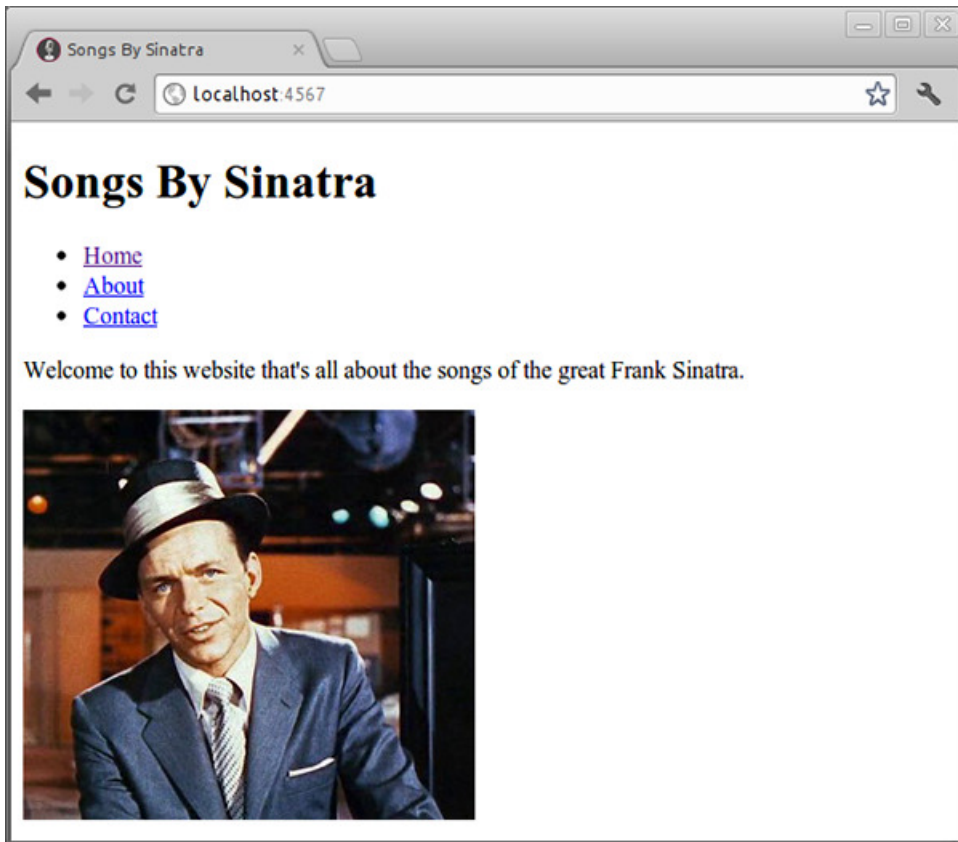 Songs By Sinatra
localhost:4567
Songs By Sinatra
Home
About
Contact
Welcome to this website that's all about the songs of the great Frank Sinatra.